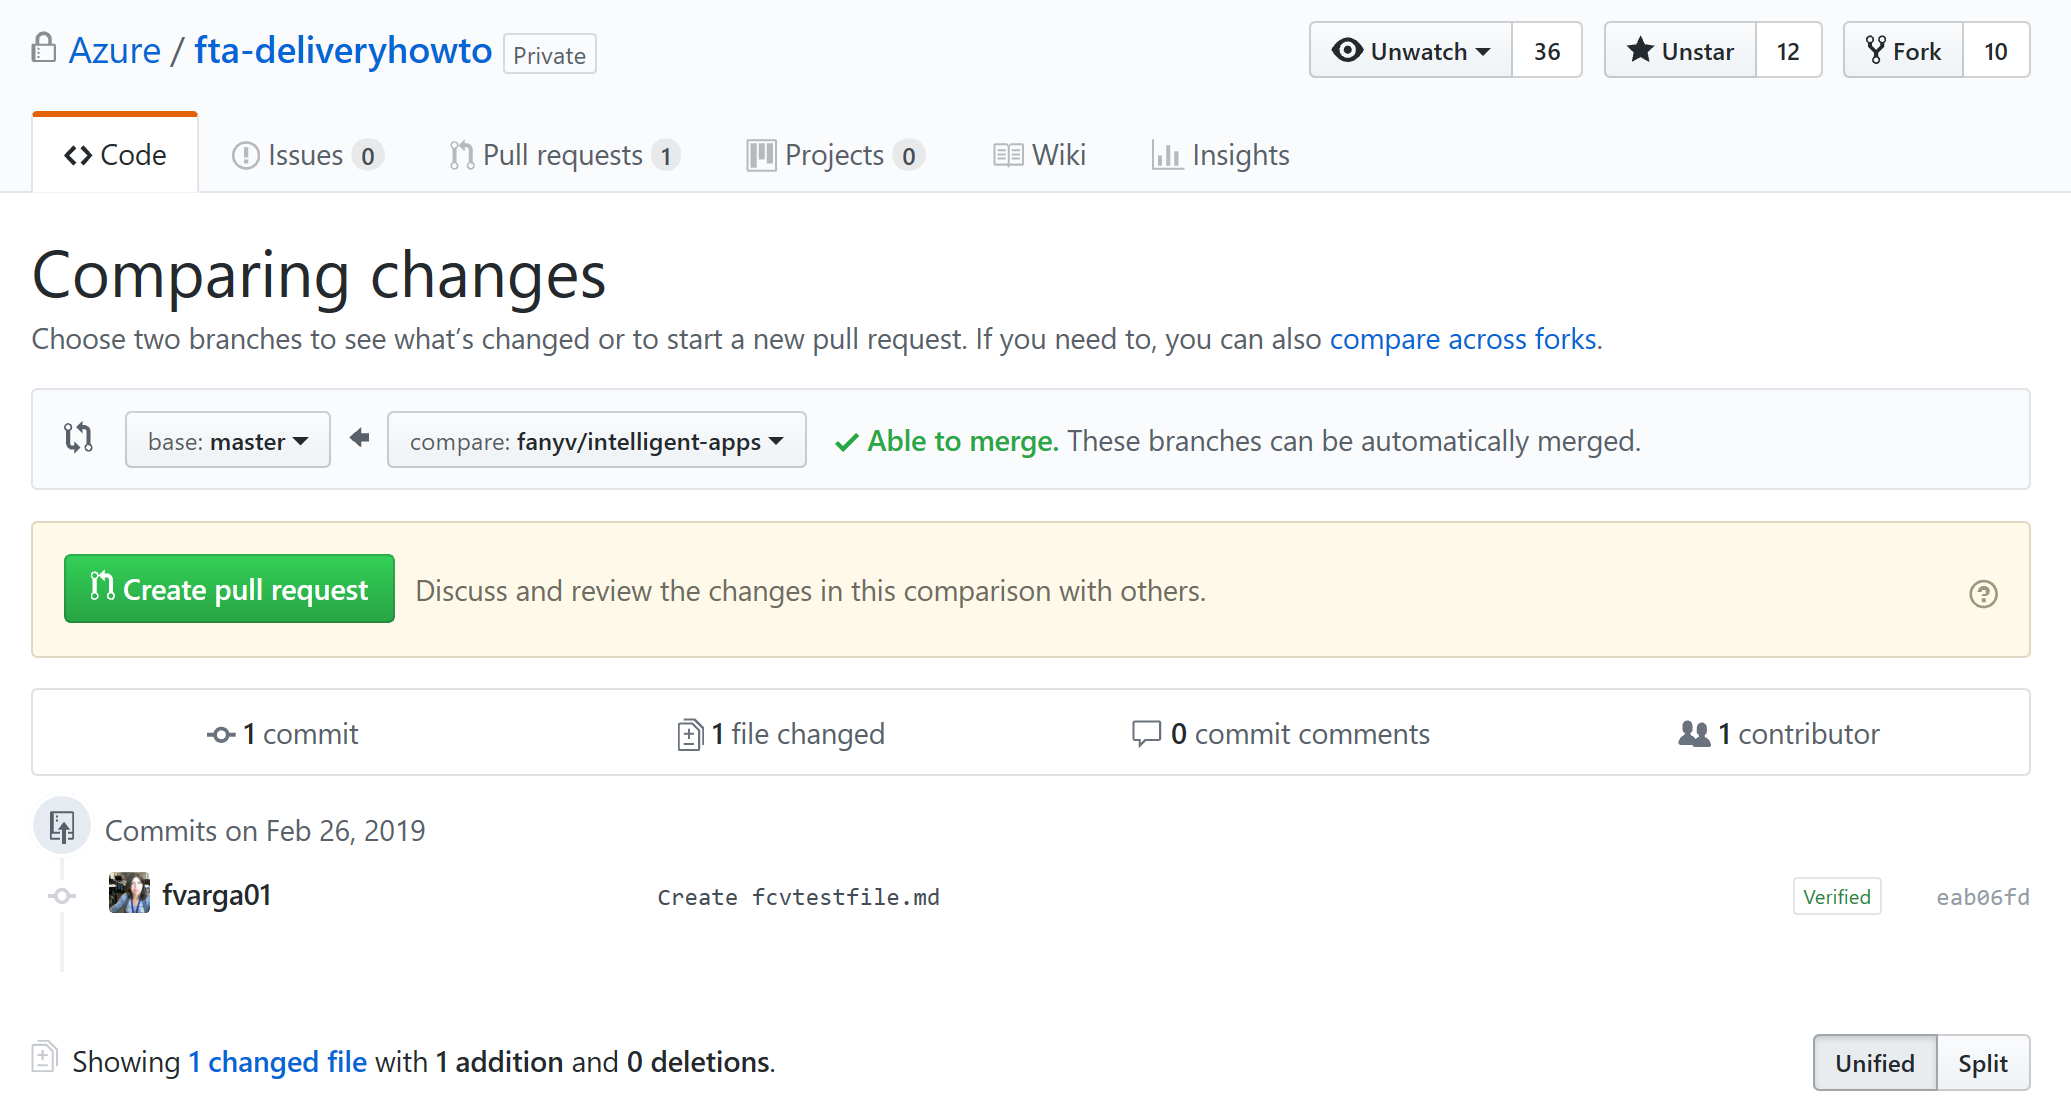 Azure / fta-deliveryhowto Private Unwatch 36 Unstar 12 Fork 10
Code Issues 0 Pull requests 1 Projects 0 Wiki Insights
Comparing changes
Choose two branches to see what’s changed or to start a new pull request. If you need to, you can also compare across forks.
base: master compare: fanyv/intelligent-apps Able to merge. These branches can be automatically merged.
Create pull request Discuss and review the changes in this comparison with others.
1 commit 1 file changed 0 commit comments 1 contributor
Commits on Feb 26, 2019
fvarga01 Create fcvtestfile.md Verified eab06fd
Showing 1 changed file with 1 addition and 0 deletions. Unified Split